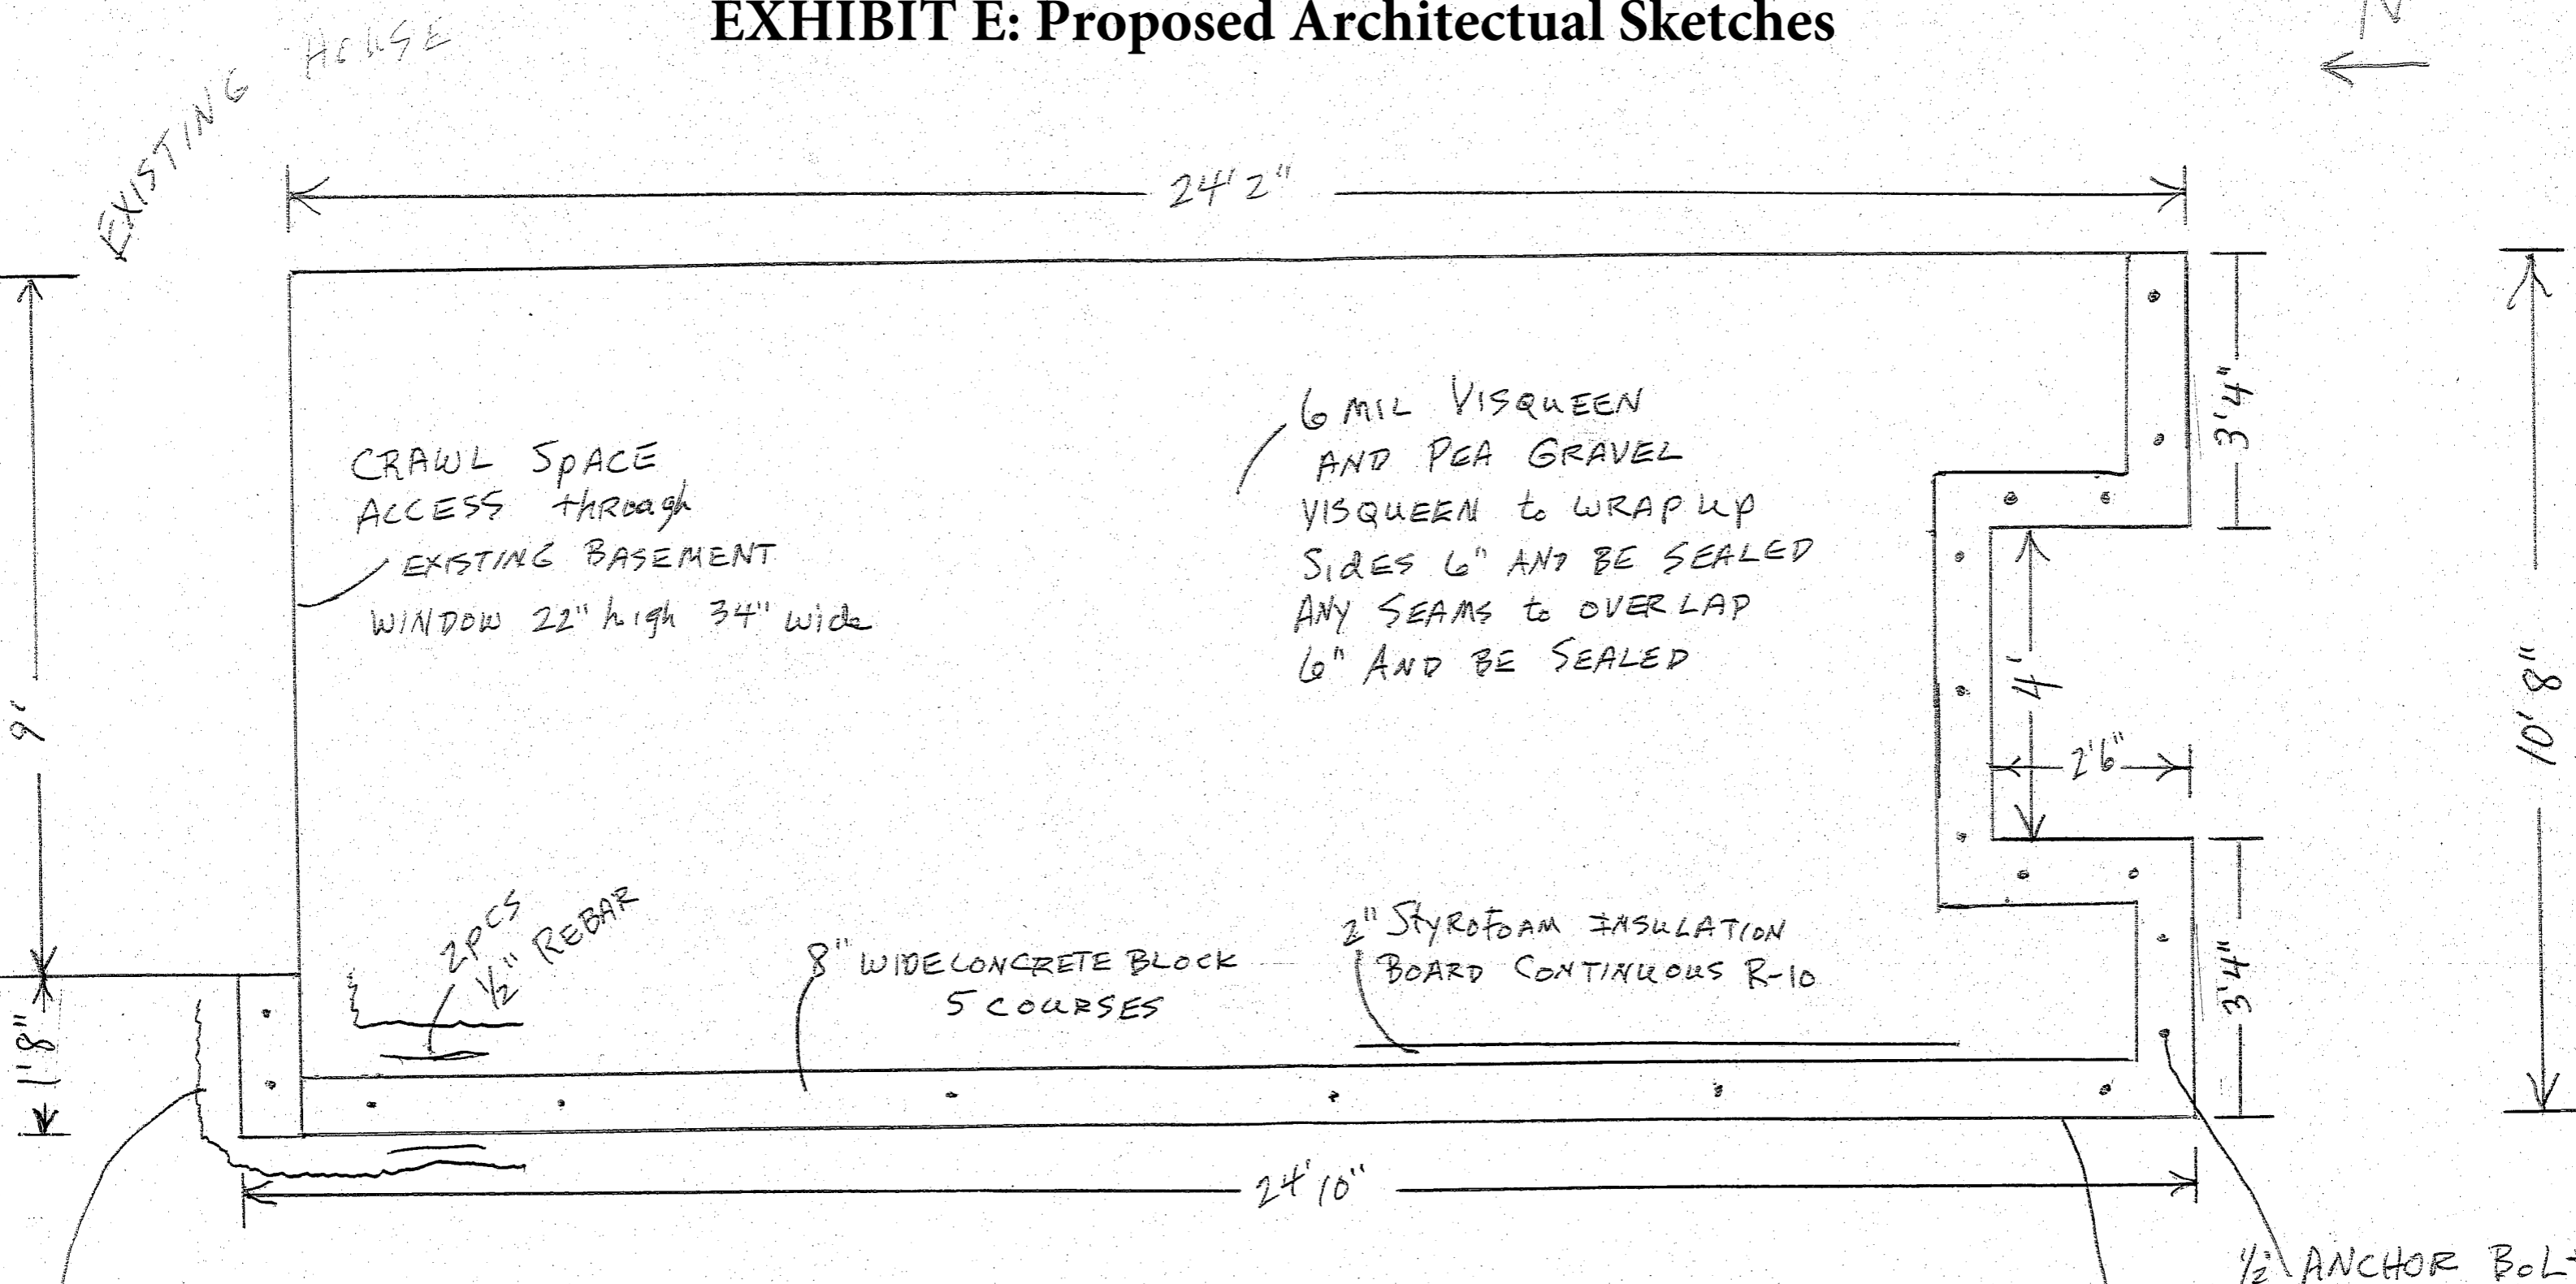 EXHIBIT E: Proposed Architectual Sketches
N
EXISTING HOUSE
24' 2"
9'
1' 8"
CRAWL SPACE
ACCESS through
EXISTING BASEMENT
WINDOW 22" high 34" wide
6 MIL VISQUEEN
AND PEA GRAVEL
VISQUEEN to WRAP up
SIdES 6" AND BE SEALED
ANY SEAMS to OVERLAP
6" AND BE SEALED
3' 4"
4'
2' 6"
10' 8"
3' 4"
2 PCS
1/2" REBAR
8" WIDE CONCRETE BLOCK
5 COURSES
2" STyROFOAM INSULATION
BOARD CONTINUOUS R-10
24' 10"
1/2" ANCHOR